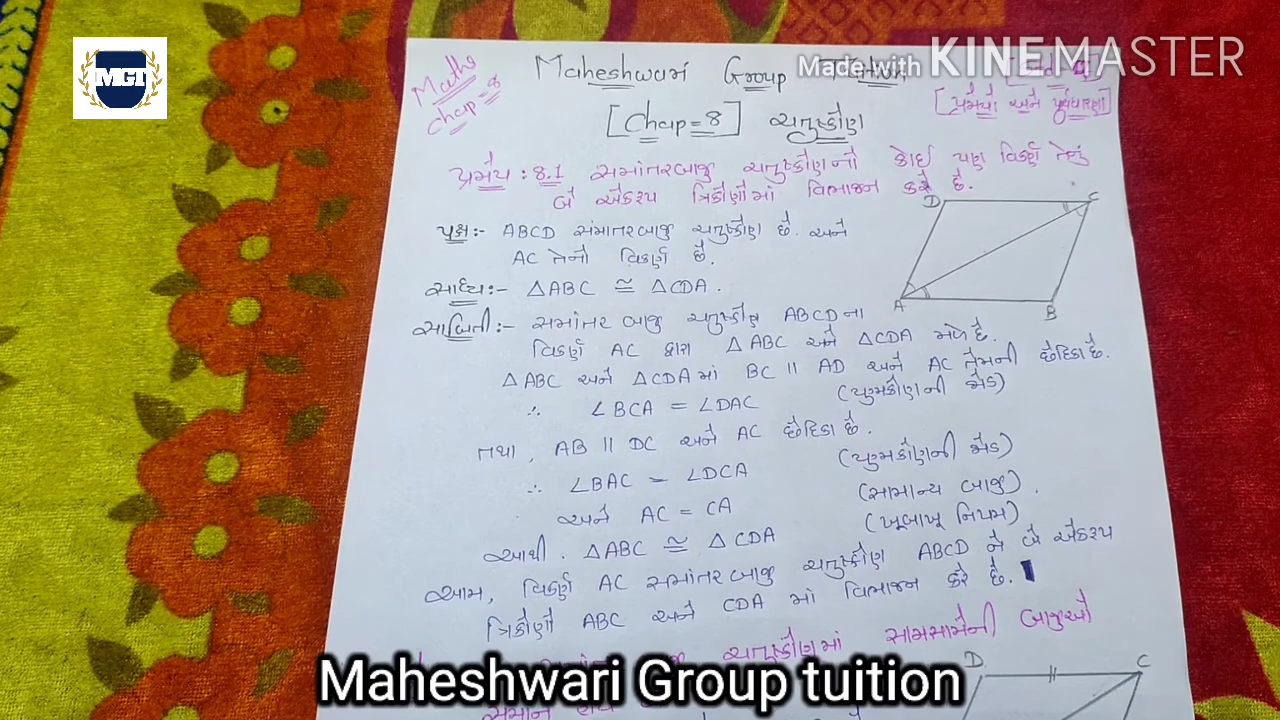 MGT
Made With KINEMASTER
Maths
chap = 8
Maheshwari Group
[પ્રમેયો અને પૂર્વધારણા]
[Chap = 8] ચતુષ્કોણ
પ્રમેય : 8.1 સમાંતરબાજુ ચતુષ્કોણનો કોઈ પણ વિકર્ણ તેનું
બે એકરૂપ ત્રિકોણોમાં વિભાજન કરે છે.
D C
પક્ષ:- ABCD સમાંતરબાજુ ચતુષ્કોણ છે. અને
AC તેનો વિકર્ણ છે.
સાધ્ય:- △ABC ≅ △CDA.
A B
સાબિતી:- સમાંતર બાજુ ચતુષ્કોણ ABCD ના
વિકર્ણ AC દ્વારા △ABC અને △CDA મળે છે.
△ABC અને △CDA માં BC || AD અને AC તેમની છેદિકા છે.
∴ ∠BCA = ∠DAC (યુગ્મકોણની જોડ)
તથા, AB || DC અને AC છેદિકા છે.
∴ ∠BAC = ∠DCA (યુગ્મકોણની જોડ)
અને AC = CA (સામાન્ય બાજુ).
આથી. △ABC ≅ △CDA (ખૂબાખૂ નિયમ)
આમ, વિકર્ણ AC સમાંતરબાજુ ચતુષ્કોણ ABCD ને બે એકરૂપ
ત્રિકોણો ABC અને CDA માં વિભાજન કરે છે.
ચતુષ્કોણમાં સામસામેની બાજુઓ
D C
સમાન
Maheshwari Group tuition